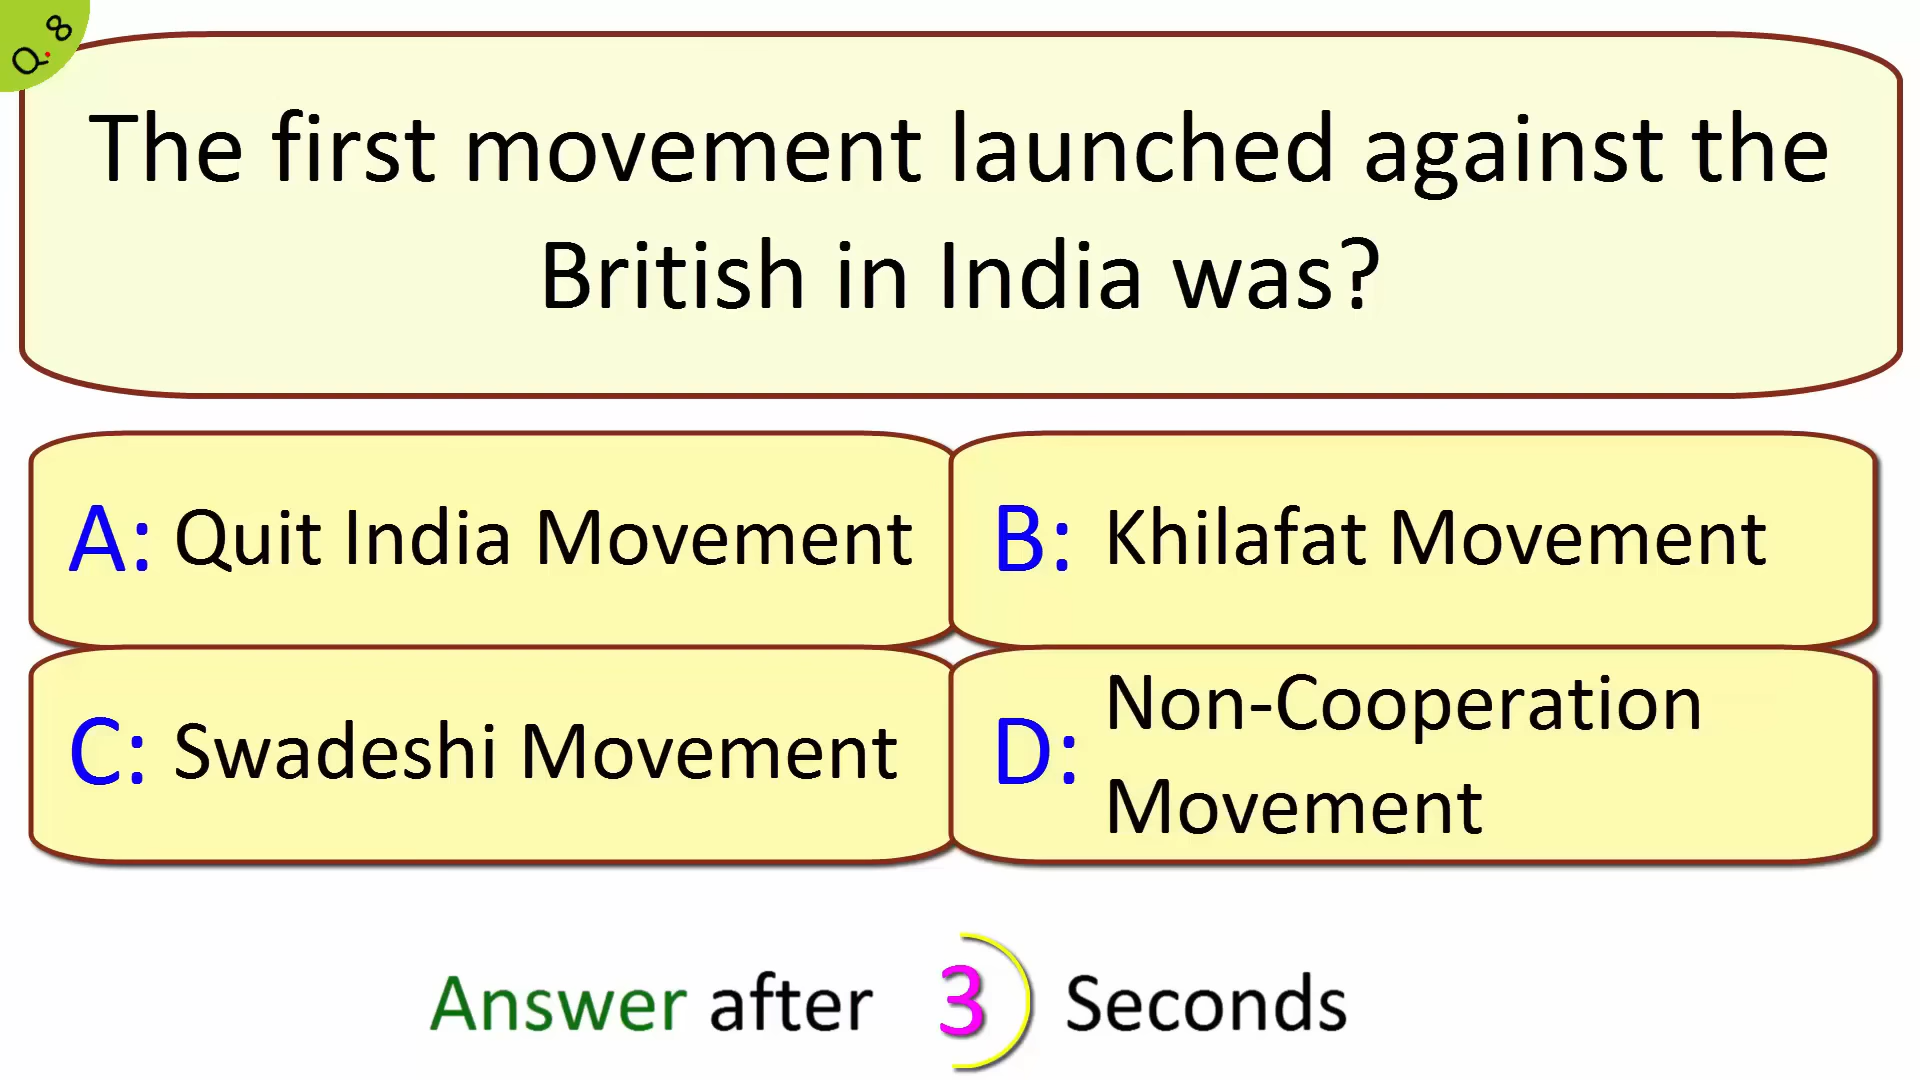 Q. 8
The first movement launched against the
British in India was?
A: Quit India Movement
B: Khilafat Movement
C: Swadeshi Movement
D: Non-Cooperation
Movement
Answer after 3 Seconds